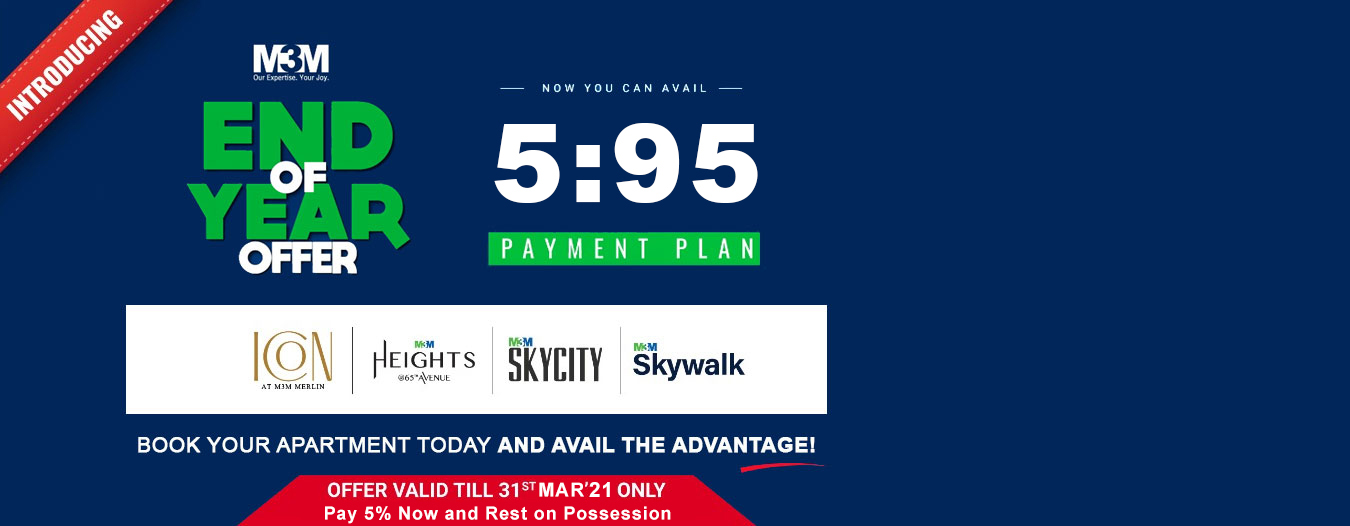 INTRODUCING
M3M
Our Expertise. Your Joy.
END
OF
YEAR
OFFER
NOW YOU CAN AVAIL
5:95
PAYMENT PLAN
ICON
AT M3M MERLIN
M3M
HEIGHTS
@65TH AVENUE
M3M
SKYCITY
M3M
Skywalk
BOOK YOUR APARTMENT TODAY AND AVAIL THE ADVANTAGE!
OFFER VALID TILL 31ST MAR'21 ONLY
Pay 5% Now and Rest on Possession